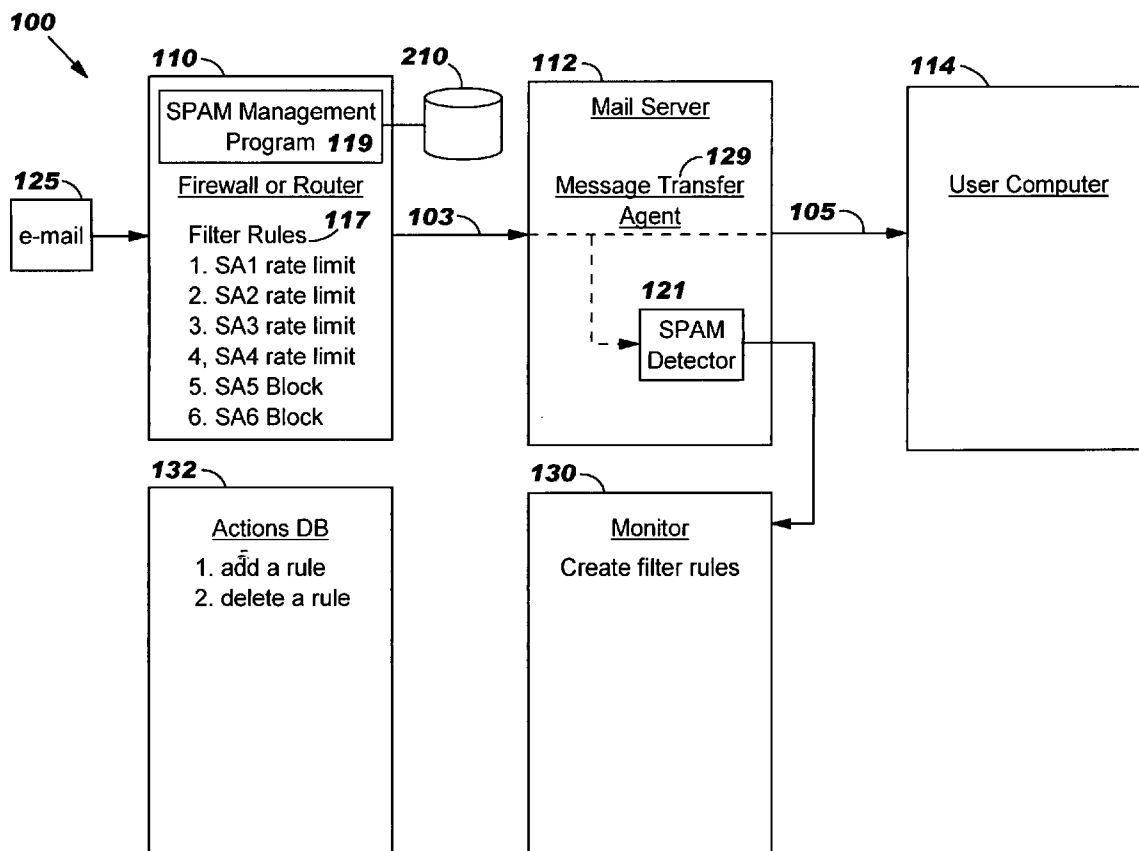 100
110
210
112
114
SPAM Management
Program 119
Mail Server
125
e-mail
Firewall or Router
Filter Rules 117
1. SA1 rate limit
2. SA2 rate limit
3. SA3 rate limit
4, SA4 rate limit
5. SA5 Block
6. SA6 Block
103
129
Message Transfer
Agent
121
SPAM
Detector
105
User Computer
132
Actions DB
1. add a rule
2. delete a rule
130
Monitor
Create filter rules